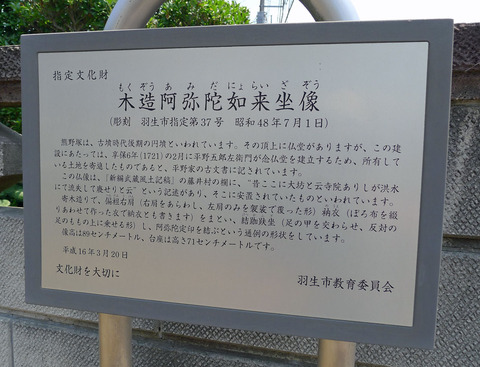 指定文化財
もくぞうあみだにょらいざぞう
木造阿弥陀如来坐像
(彫刻 羽生市指定第37号 昭和48年7月1日)
熊野塚は、古墳時代後期の円墳といわれています。その頂上に仏堂がありますが、この建
設にあたっては、享保6年(1721)の2月に平野五郎左衛門が念仏堂を建立するため、所有して
いる土地を寄進したものであると、平野家の古文書に記されています。
この仏像は、『新編武蔵風土記稿』の藤井村の欄に、“昔ここに大坊と云寺院ありしが洪水
にて流失して廃せりと云”という記述があり、そこに安置されていたものといわれています。
寄木造りで、偏袒右肩(右肩をあらわし、左肩のみを袈裟で覆った形)衲衣(ぼろ布を綴
りあわせて作った衣で納衣とも書きます)をまとい、結跏趺坐(足の甲を交わらせ、反対の
足のももの上に乗せる形)し、阿弥陀定印を結ぶという通例の形状をしています。
像高は89センチメートル、台座は高さ71センチメートルです。
平成16年3月20日
文化財を大切に
羽生市教育委員会